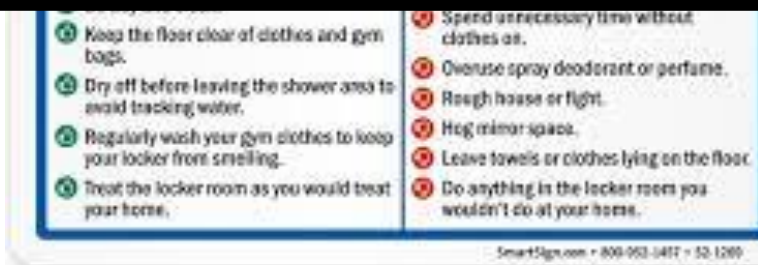 Keep the floor clear of clothes and gym
bags.
Dry off before leaving the shower area to
avoid tracking water.
Regularly wash your gym clothes to keep
your locker from smelling.
Treat the locker room as you would treat
your home.
Spend unnecessary time without
clothes on.
Overuse spray deodorant or perfume.
Rough house or fight.
Hog mirror space.
Leave towels or clothes lying on the floor.
Do anything in the locker room you
wouldn't do at your home.
SmartSign.com